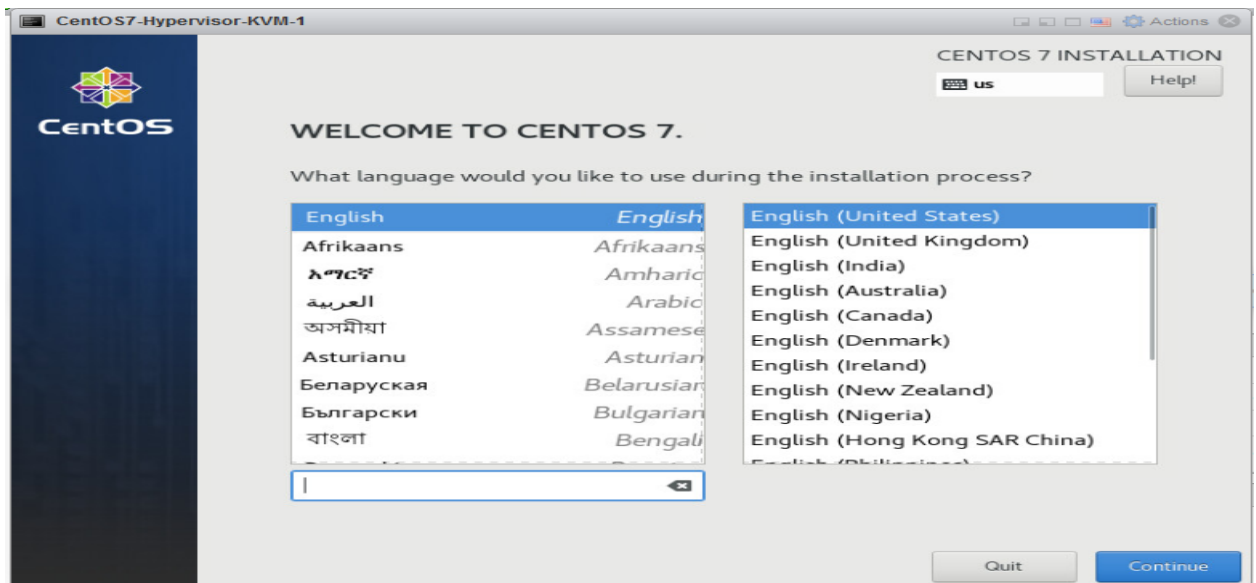 CentOS7-Hypervisor-KVM-1
Actions
CentOS
CENTOS 7 INSTALLATION
us
Help!
WELCOME TO CENTOS 7.
What language would you like to use during the installation process?
English English
Afrikaans Afrikaans
አማርኛ Amharic
العربية Arabic
অসমীয়া Assamese
Asturianu Asturian
Беларуская Belarusian
Български Bulgarian
বাংলা Bengali
English (United States)
English (United Kingdom)
English (India)
English (Australia)
English (Canada)
English (Denmark)
English (Ireland)
English (New Zealand)
English (Nigeria)
English (Hong Kong SAR China)
English (Philippines)
Quit
Continue